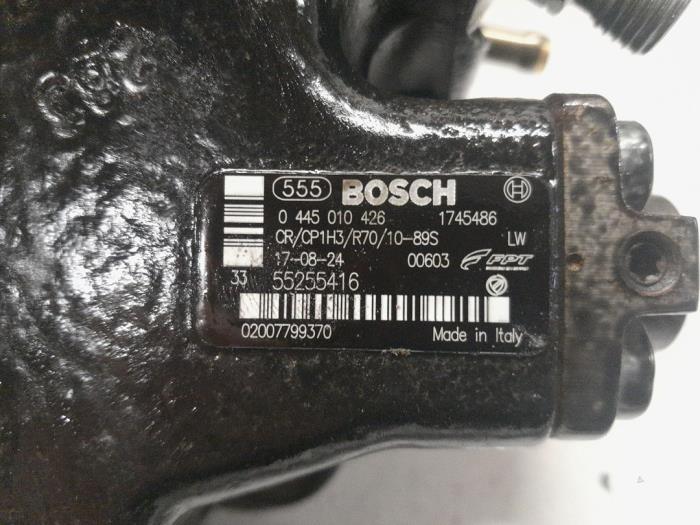 555 BOSCH
0 445 010 426 1745486
CR/CP1H3/R70/10-89S LW
17-08-24 00603 FPT
33 55255416
02007799370 Made in Italy